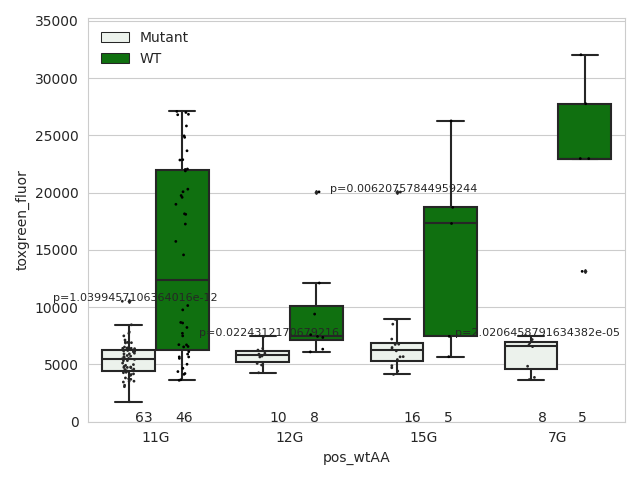 35000
Mutant
WT
30000
25000
20000
p=0.00620757844959244
15000
10000
p=1.0399457106364016e-12
p=0.0224312170679216
p=2.0206458791634382e-05
5000
0
63 46 10 8 16 5 8 5
11G 12G 15G 7G
pos_wtAA
toxgreen_fluor